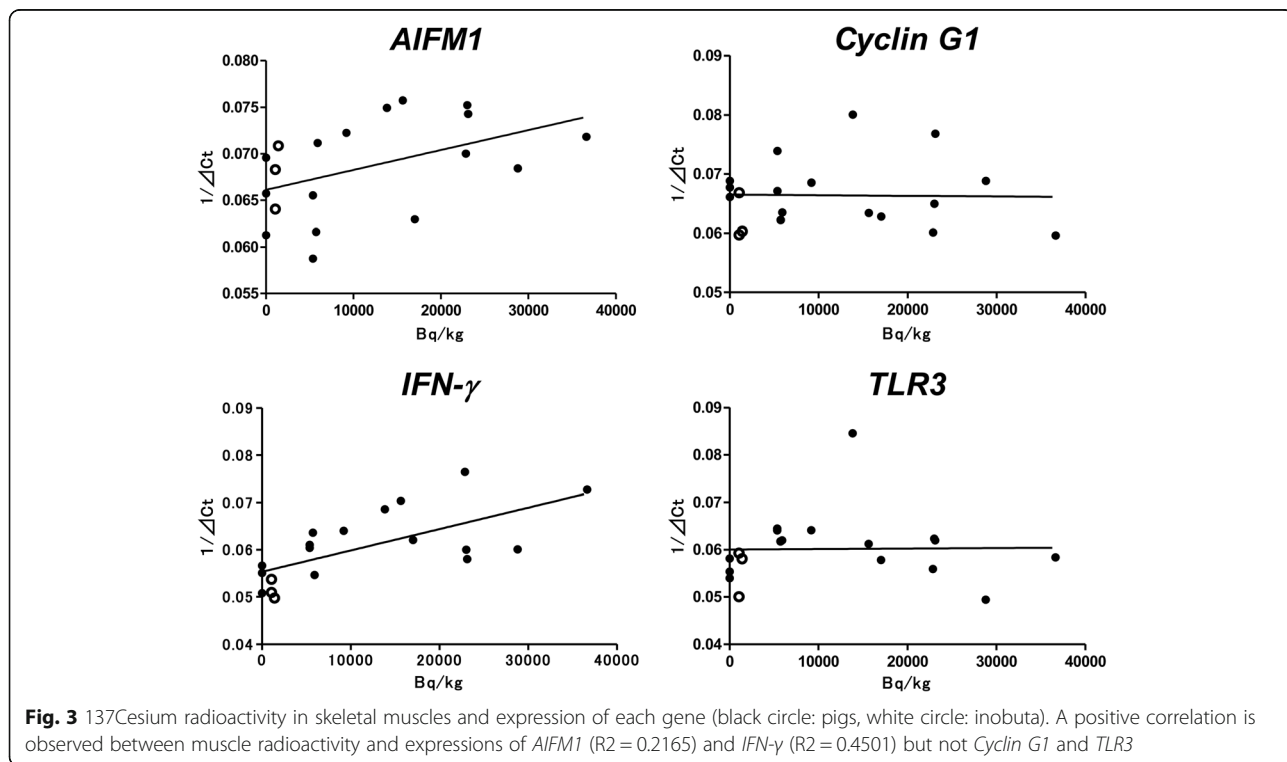 AIFM1
0.080
0.075
0.070
0.065
0.060
0.055
1/⊿Ct
0 10000 20000 30000 40000
Bq/kg
Cyclin G1
0.09
0.08
0.07
0.06
0.05
1/⊿Ct
0 10000 20000 30000 40000
Bq/kg
IFN-γ
0.09
0.08
0.07
0.06
0.05
0.04
1/⊿Ct
0 10000 20000 30000 40000
Bq/kg
TLR3
0.09
0.08
0.07
0.06
0.05
0.04
1/⊿Ct
0 10000 20000 30000 40000
Bq/kg
Fig. 3 137Cesium radioactivity in skeletal muscles and expression of each gene (black circle: pigs, white circle: inobuta). A positive correlation is
observed between muscle radioactivity and expressions of AIFM1 (R2 = 0.2165) and IFN-γ (R2 = 0.4501) but not Cyclin G1 and TLR3